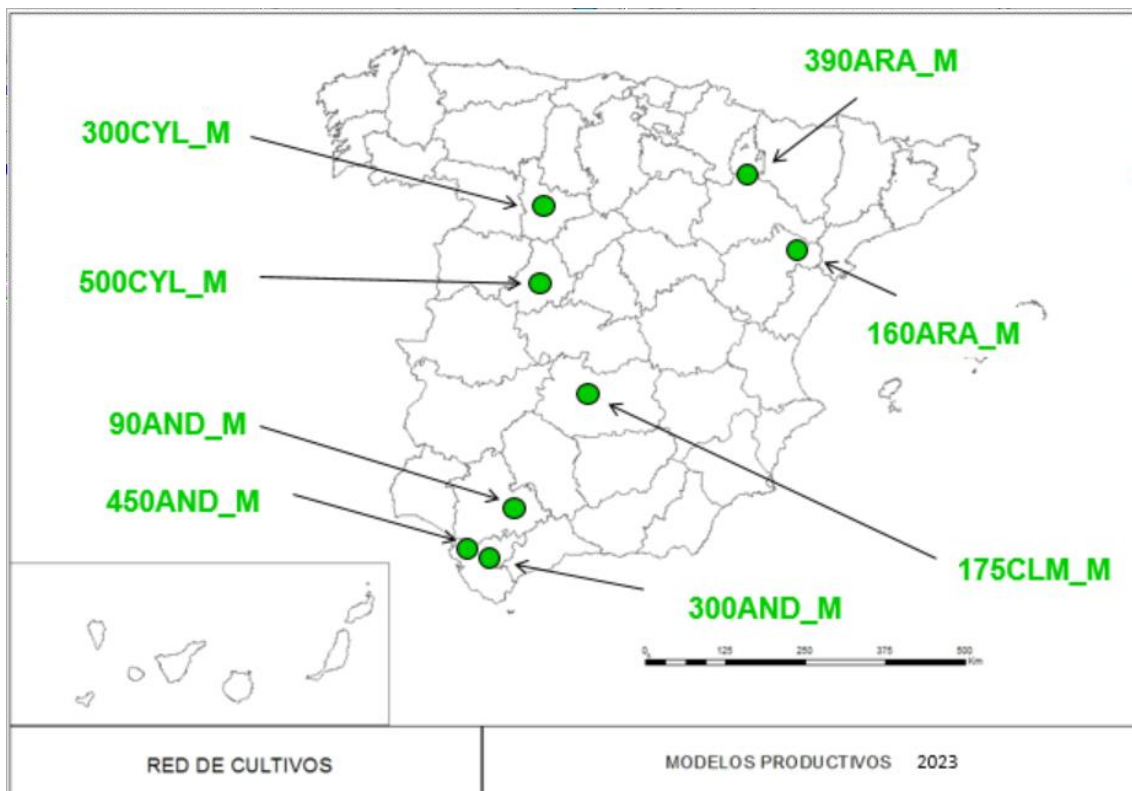 390ARA_M
300CYL_M
500CYL_M
160ARA_M
90AND_M
450AND_M
175CLM_M
300AND_M
0 125 250 375 500
Km
RED DE CULTIVOS
MODELOS PRODUCTIVOS 2023